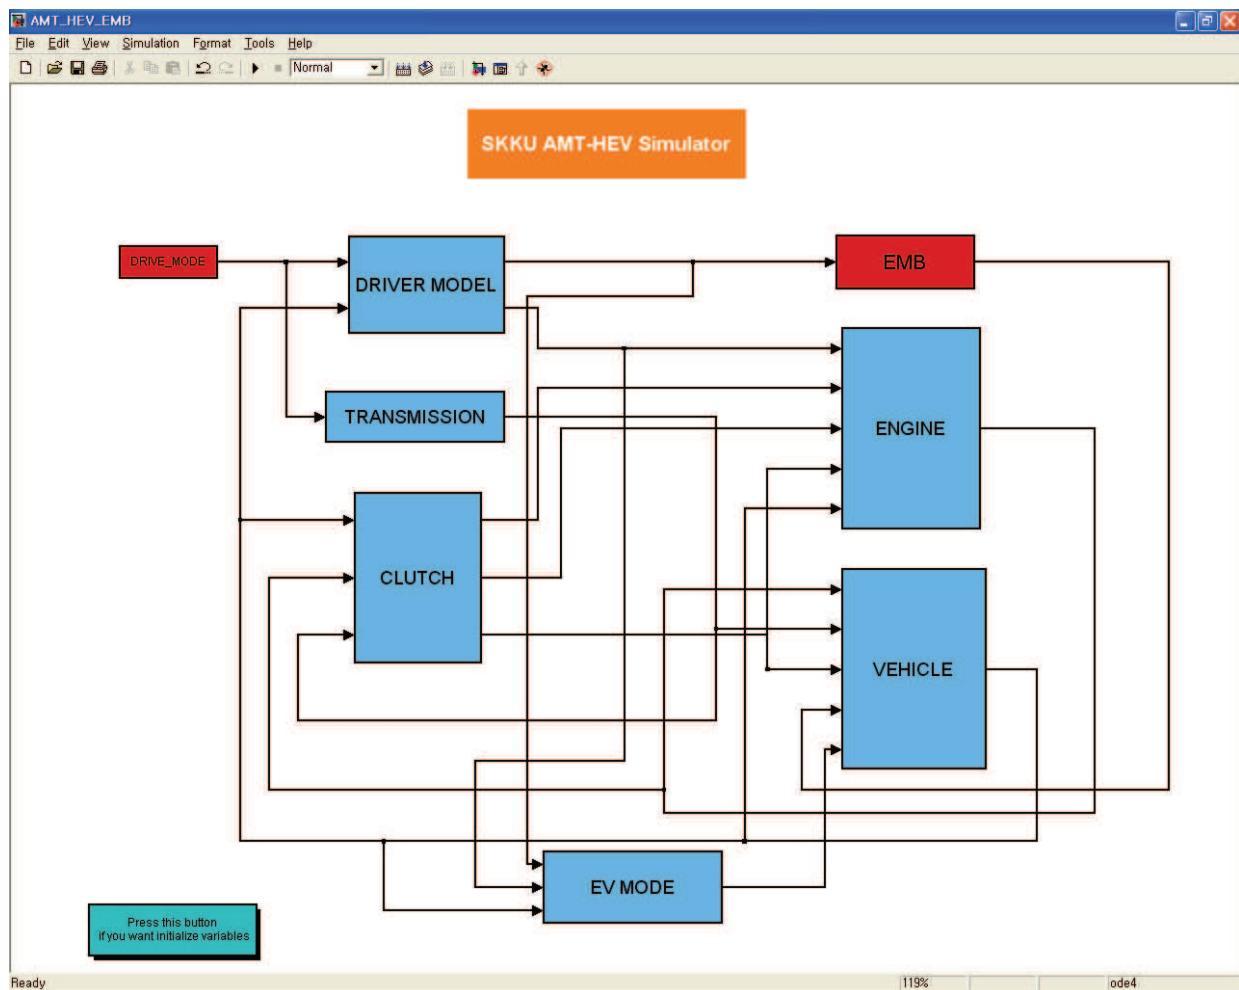 AMT_HEV_EMB
File Edit View Simulation Format Tools Help
Normal
SKKU AMT-HEV Simulator
DRIVE_MODE
DRIVER MODEL
EMB
TRANSMISSION
ENGINE
CLUTCH
VEHICLE
EV MODE
Press this button
if you want initialize variables
Ready
119%
ode4